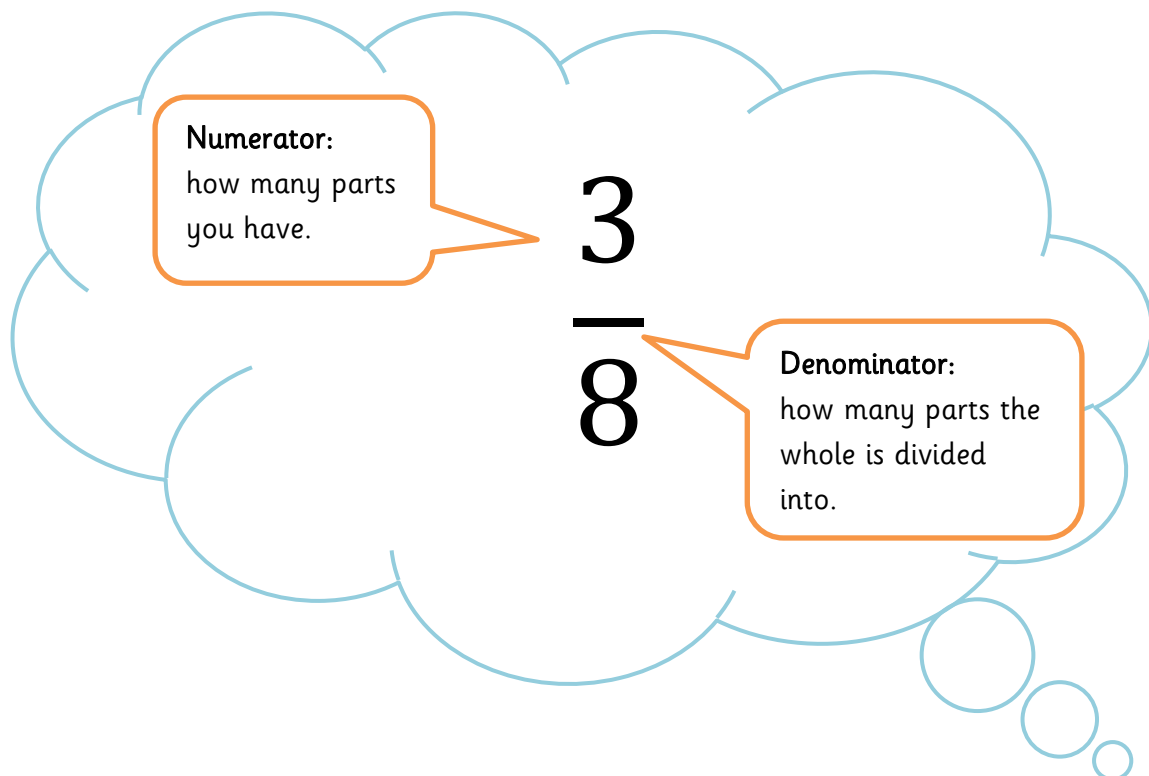 Numerator:
how many parts
you have.
3
8
Denominator:
how many parts the
whole is divided
into.